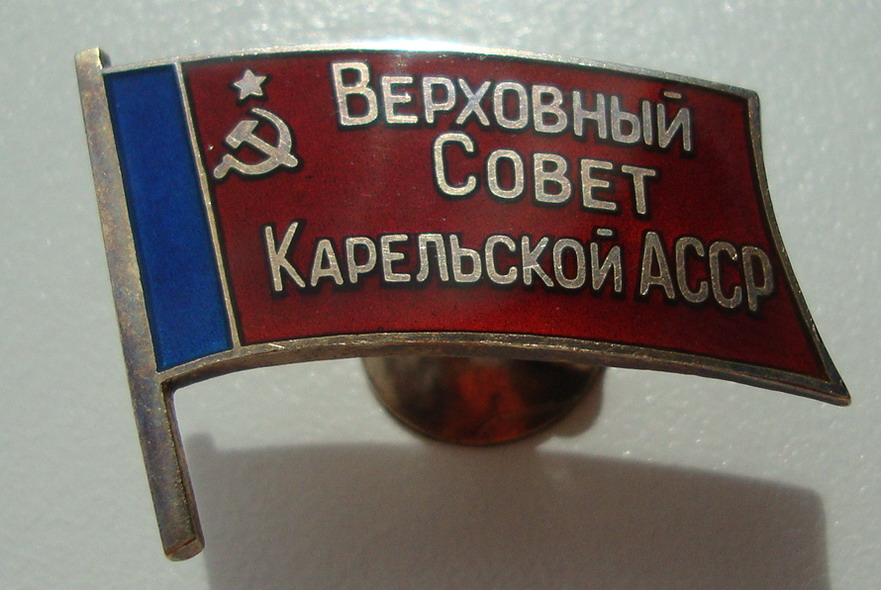 Верховный
Совет
Карельской АССР